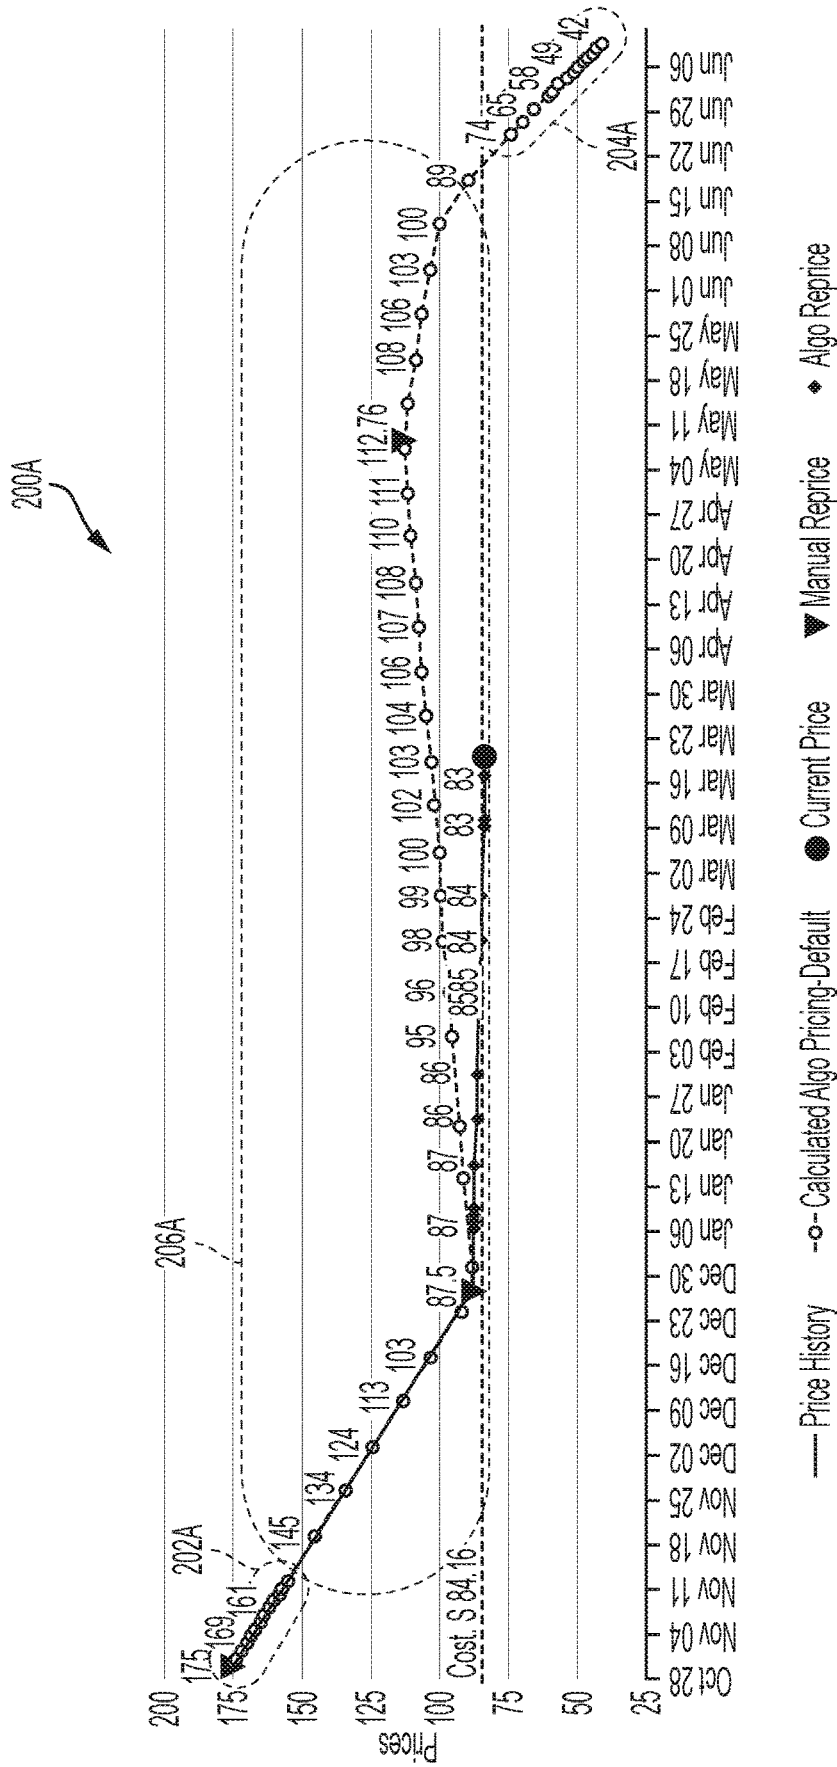 200A
200
175
150
125
100
75
50
25
Prices
175
169
161
202A
145
134
124
113
103
87.5
206A
87
87
86
86
95
96
98
99
100
102
103
104
106
107
108
110
111
112.76
108
106
103
100
89
74
65
58
49
42
204A
8585
84
84
83
83
Cost. S 84.16
Oct 28
Nov 04
Nov 11
Nov 18
Nov 25
Dec 02
Dec 09
Dec 16
Dec 23
Dec 30
Jan 06
Jan 13
Jan 20
Jan 27
Feb 03
Feb 10
Feb 17
Feb 24
Mar 02
Mar 09
Mar 16
Mar 23
Mar 30
Apr 06
Apr 13
Apr 20
Apr 27
May 04
May 11
May 18
May 25
Jun 01
Jun 08
Jun 15
Jun 22
Jun 29
Jun 06
Price History
Calculated Algo Pricing-Default
Current Price
Manual Reprice
Algo Reprice